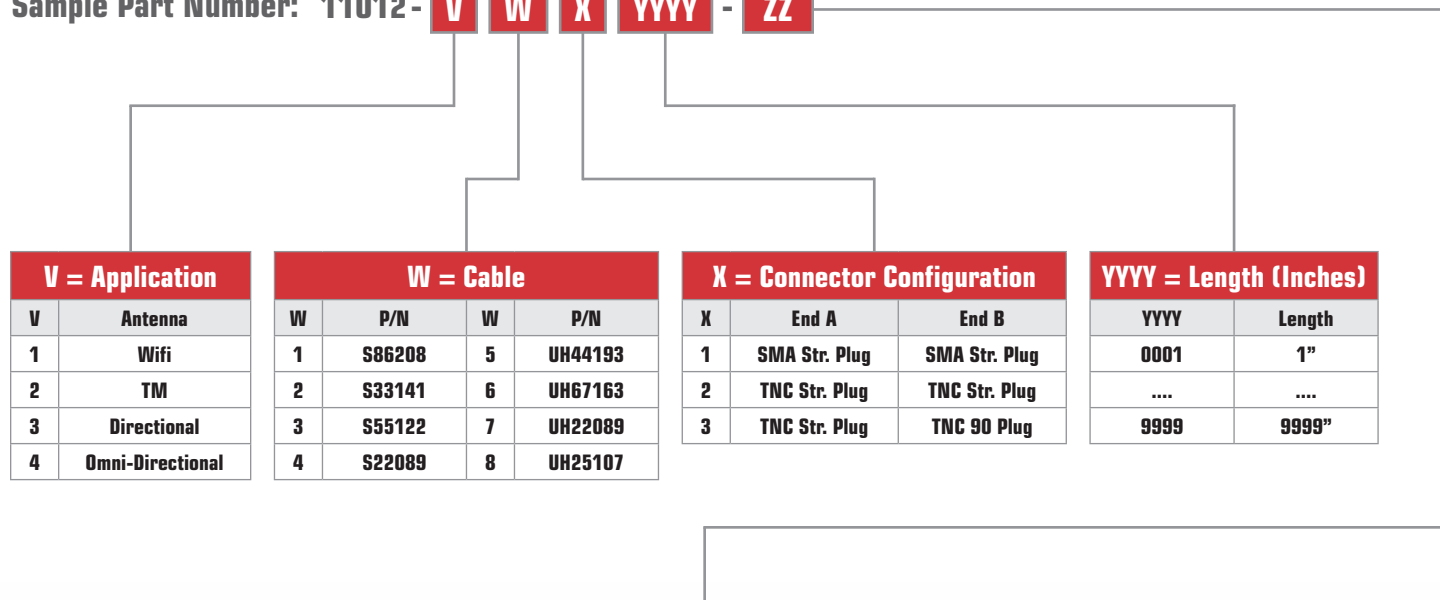 Sample Part Number: 11012- V W X YYYY - ZZ
V = Application
V Antenna
1 Wifi
2 TM
3 Directional
4 Omni-Directional
W = Cable
W P/N W P/N
1 S86208 5 UH44193
2 S33141 6 UH67163
3 S55122 7 UH22089
4 S22089 8 UH25107
X = Connector Configuration
X End A End B
1 SMA Str. Plug SMA Str. Plug
2 TNC Str. Plug TNC Str. Plug
3 TNC Str. Plug TNC 90 Plug
YYYY = Length (Inches)
YYYY Length
0001 1”
.... ....
9999 9999”